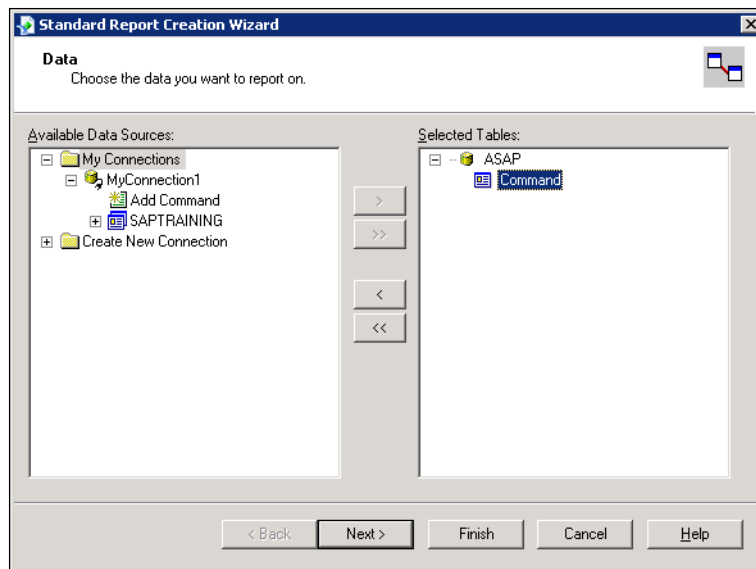 Standard Report Creation Wizard
Data
Choose the data you want to report on.
Available Data Sources:
My Connections
MyConnection1
Add Command
SAPTRAINING
Create New Connection
>
>>
<
<<
Selected Tables:
ASAP
Command
< Back
Next >
Finish
Cancel
Help